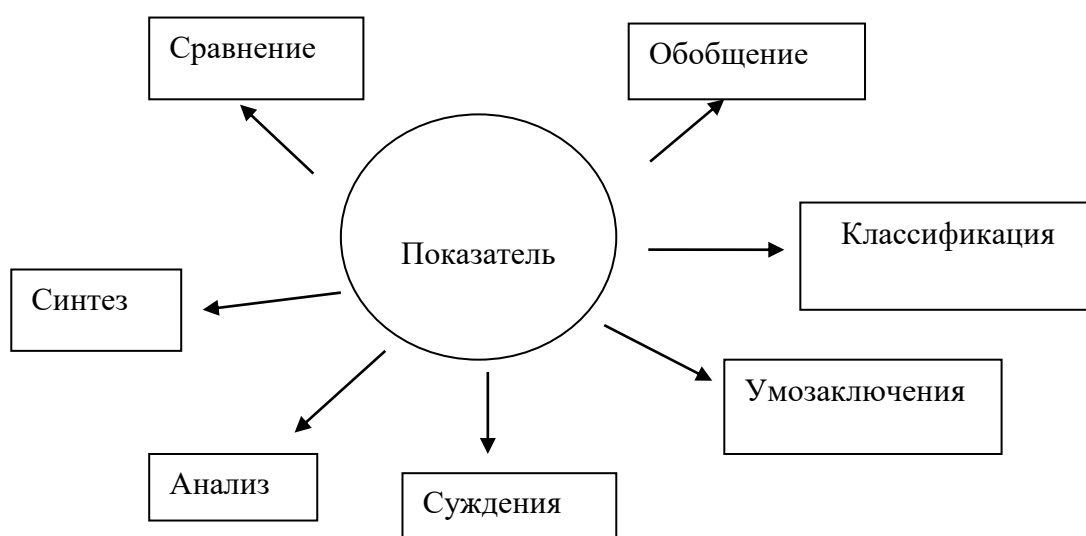 Сравнение
Обобщение
Классификация
Показатель
Синтез
Умозаключения
Анализ
Суждения